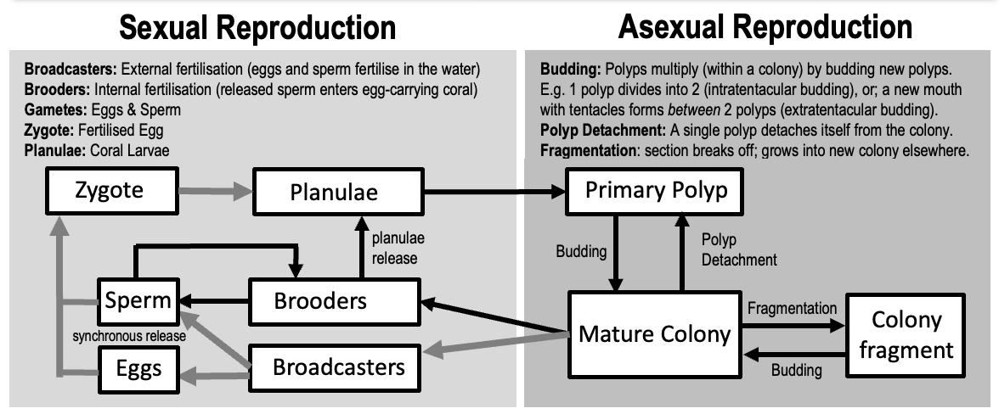 Sexual Reproduction
Broadcasters: External fertilisation (eggs and sperm fertilise in the water)
Brooders: Internal fertilisation (released sperm enters egg-carrying coral)
Gametes: Eggs & Sperm
Zygote: Fertilised Egg
Planulae: Coral Larvae
Zygote
Planulae
planulae
release
Sperm
Brooders
synchronous release
Eggs
Broadcasters
Asexual Reproduction
Budding: Polyps multiply (within a colony) by budding new polyps.
E.g. 1 polyp divides into 2 (intratentacular budding), or; a new mouth
with tentacles forms between 2 polyps (extratentacular budding).
Polyp Detachment: A single polyp detaches itself from the colony.
Fragmentation: section breaks off; grows into new colony elsewhere.
Primary Polyp
Budding
Polyp
Detachment
Mature Colony
Fragmentation
Budding
Colony
fragment